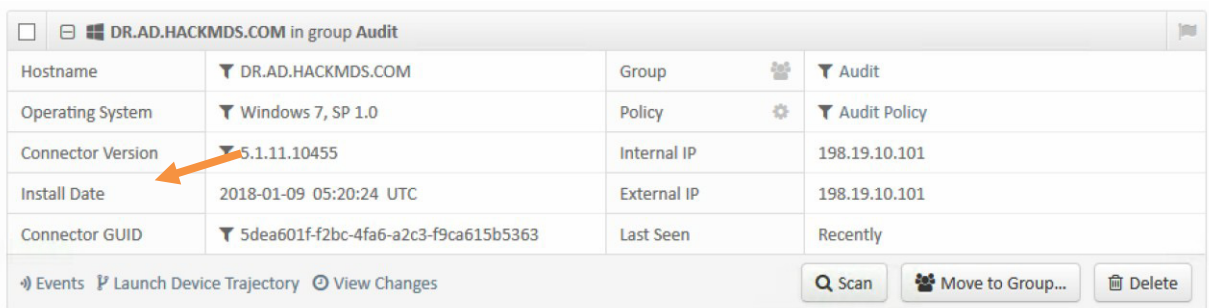 DR.AD.HACKMDS.COM in group Audit
Hostname DR.AD.HACKMDS.COM Group Audit
Operating System Windows 7, SP 1.0 Policy Audit Policy
Connector Version 5.1.11.10455 Internal IP 198.19.10.101
Install Date 2018-01-09 05:20:24 UTC External IP 198.19.10.101
Connector GUID 5dea601f-f2bc-4fa6-a2c3-f9ca615b5363 Last Seen Recently
Events Launch Device Trajectory View Changes Scan Move to Group... Delete